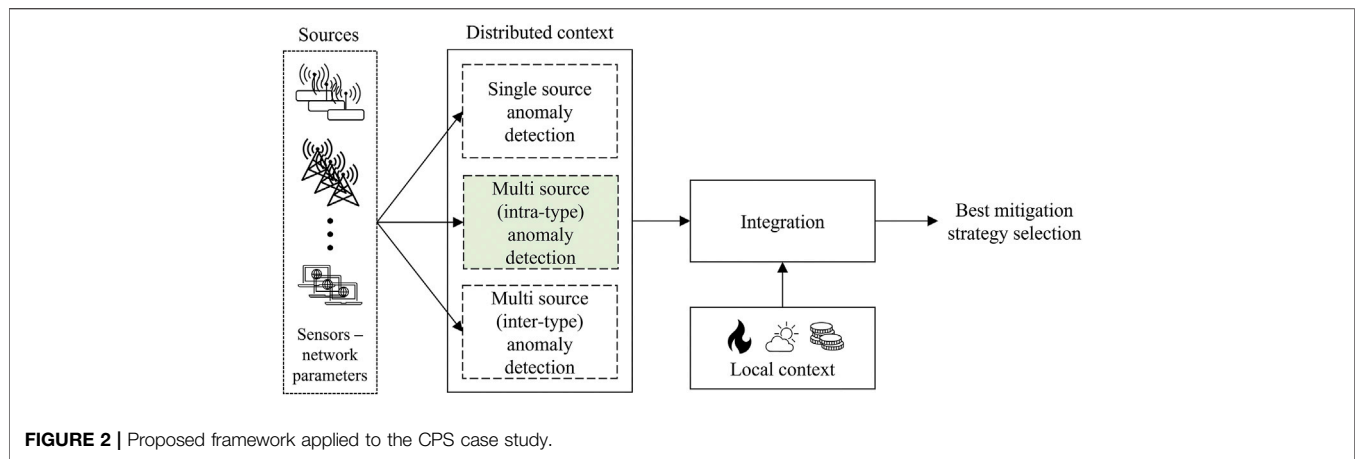 Sources
Sensors –
network
parameters
Distributed context
Single source
anomaly
detection
Multi source
(intra-type)
anomaly
detection
Multi source
(inter-type)
anomaly
detection
Integration
Local context
Best mitigation
strategy selection
FIGURE 2 | Proposed framework applied to the CPS case study.